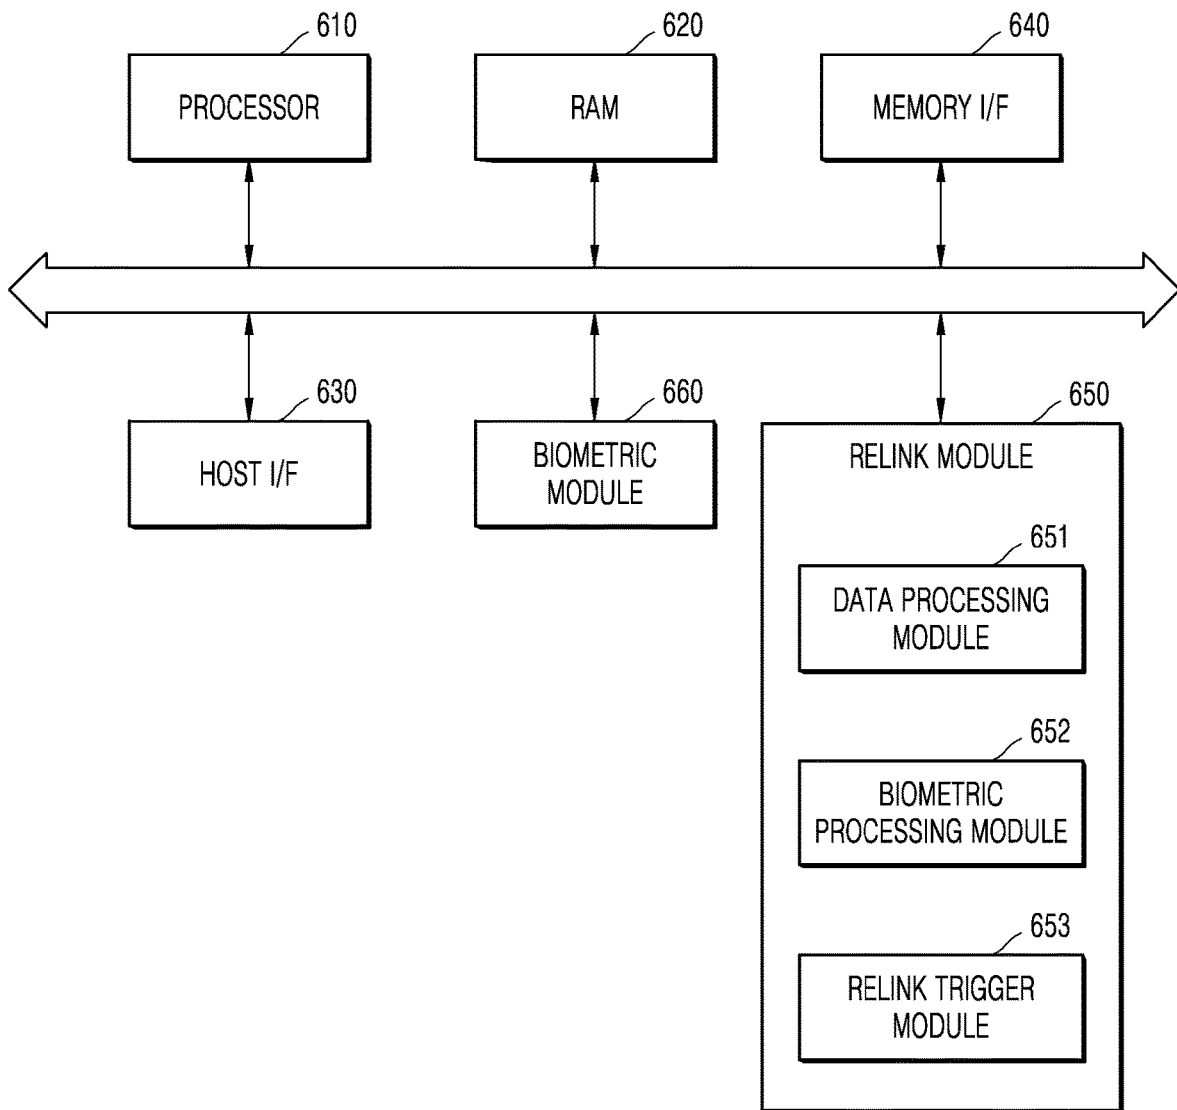 610
PROCESSOR
620
RAM
640
MEMORY I/F
630
HOST I/F
660
BIOMETRIC
MODULE
650
RELINK MODULE
651
DATA PROCESSING
MODULE
652
BIOMETRIC
PROCESSING MODULE
653
RELINK TRIGGER
MODULE